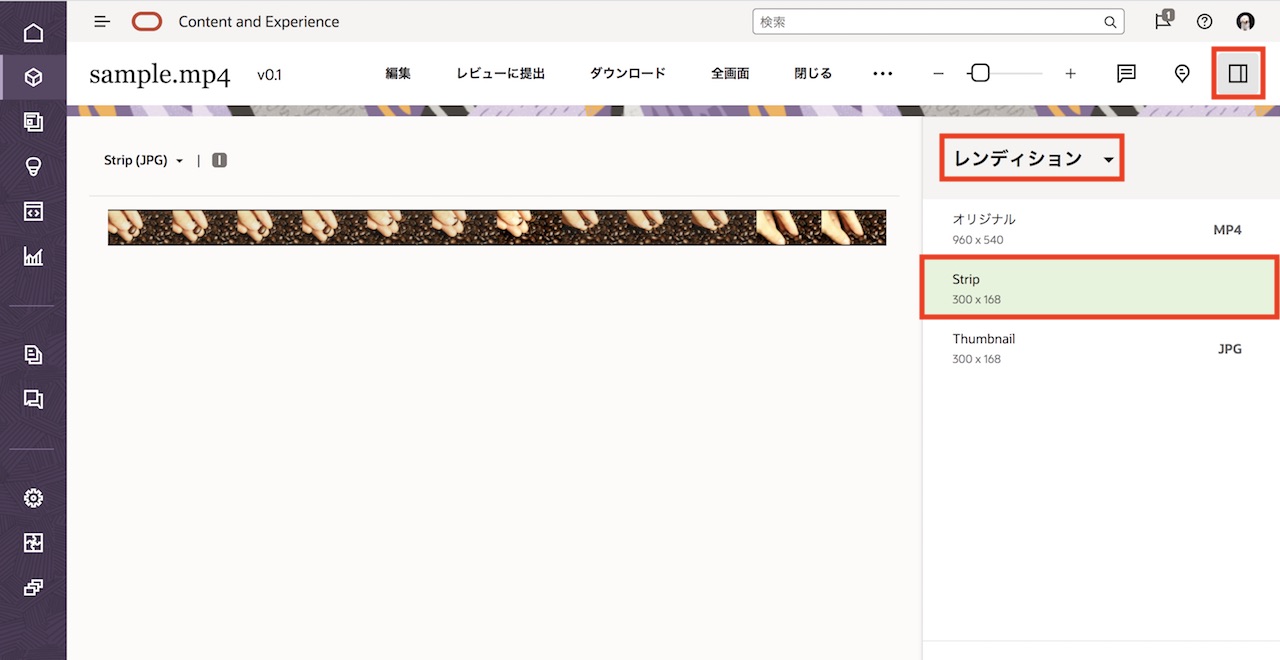 Content and Experience
検索
1
sample.mp4
v0.1
編集
レビューに提出
ダウンロード
全画面
閉じる
Strip (JPG)
|
I
レンディション
オリジナル
960 x 540
MP4
Strip
300 x 168
Thumbnail
300 x 168
JPG